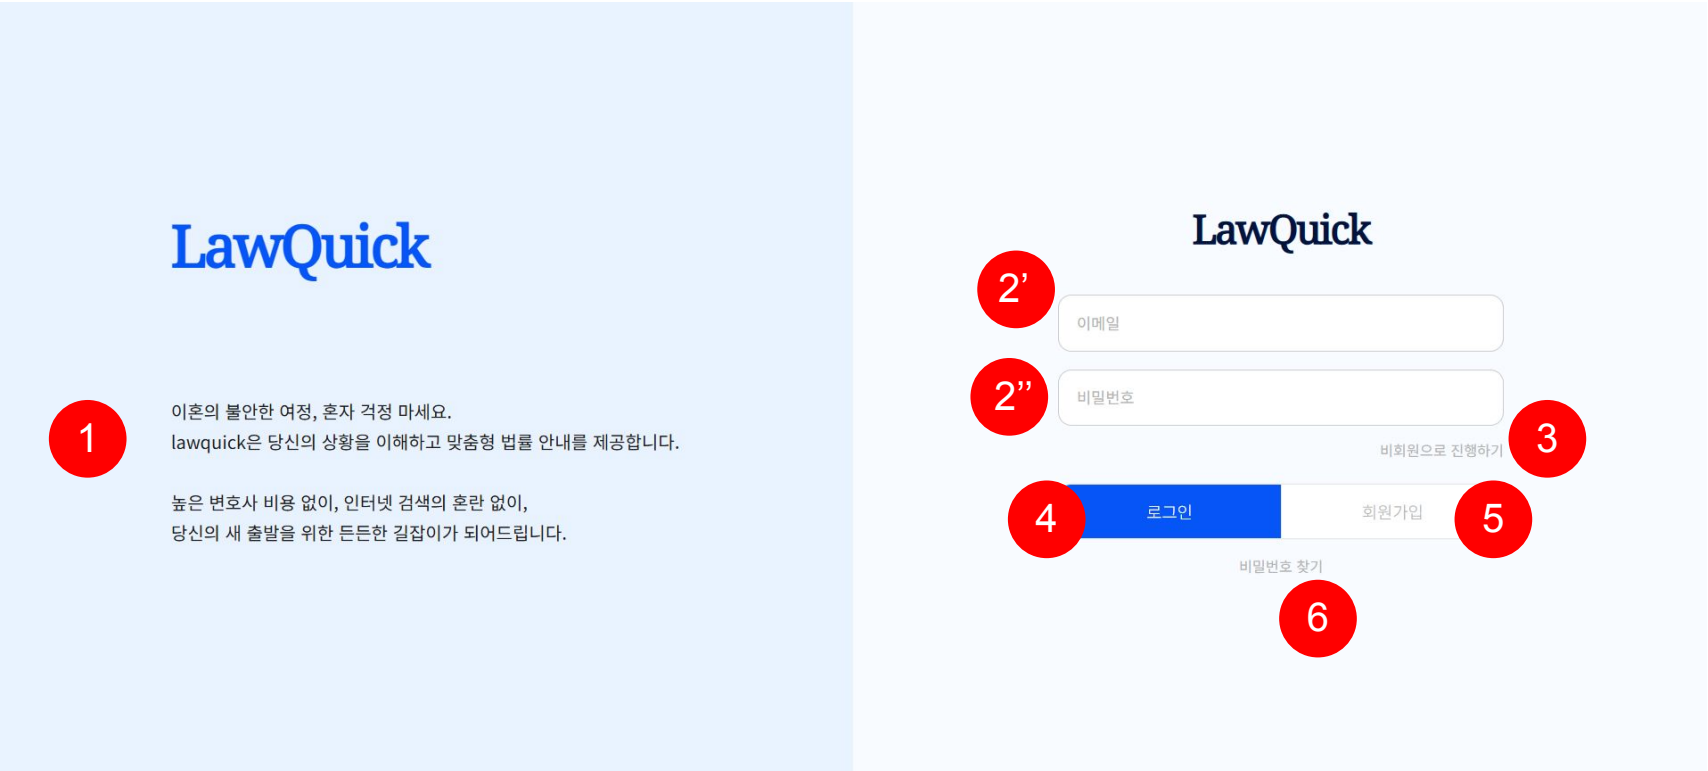 LawQuick
1
이혼의 불안한 여정, 혼자 걱정 마세요.
lawquick은 당신의 상황을 이해하고 맞춤형 법률 안내를 제공합니다.
높은 변호사 비용 없이, 인터넷 검색의 혼란 없이,
당신의 새 출발을 위한 든든한 길잡이가 되어드립니다.
LawQuick
2’
이메일
2’’
비밀번호
비회원으로 진행하기
3
4
로그인
회원가입
5
비밀번호 찾기
6